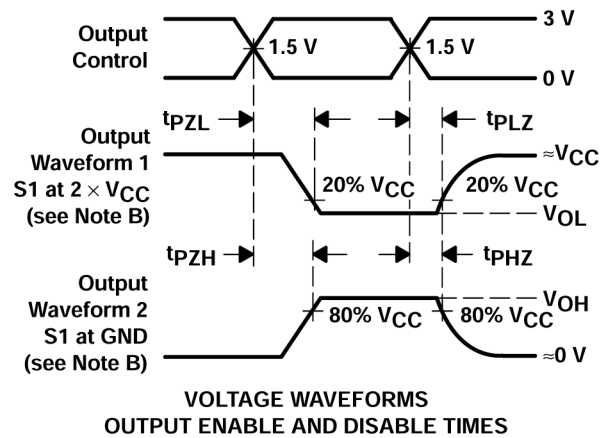 3 V
Output
Control
1.5 V
1.5 V
0 V
tPZL
tPLZ
Output
Waveform 1
S1 at 2 × VCC
(see Note B)
≈VCC
20% VCC
20% VCC
VOL
tPZH
tPHZ
Output
Waveform 2
S1 at GND
(see Note B)
VOH
80% VCC
80% VCC
≈0 V
VOLTAGE WAVEFORMS
OUTPUT ENABLE AND DISABLE TIMES